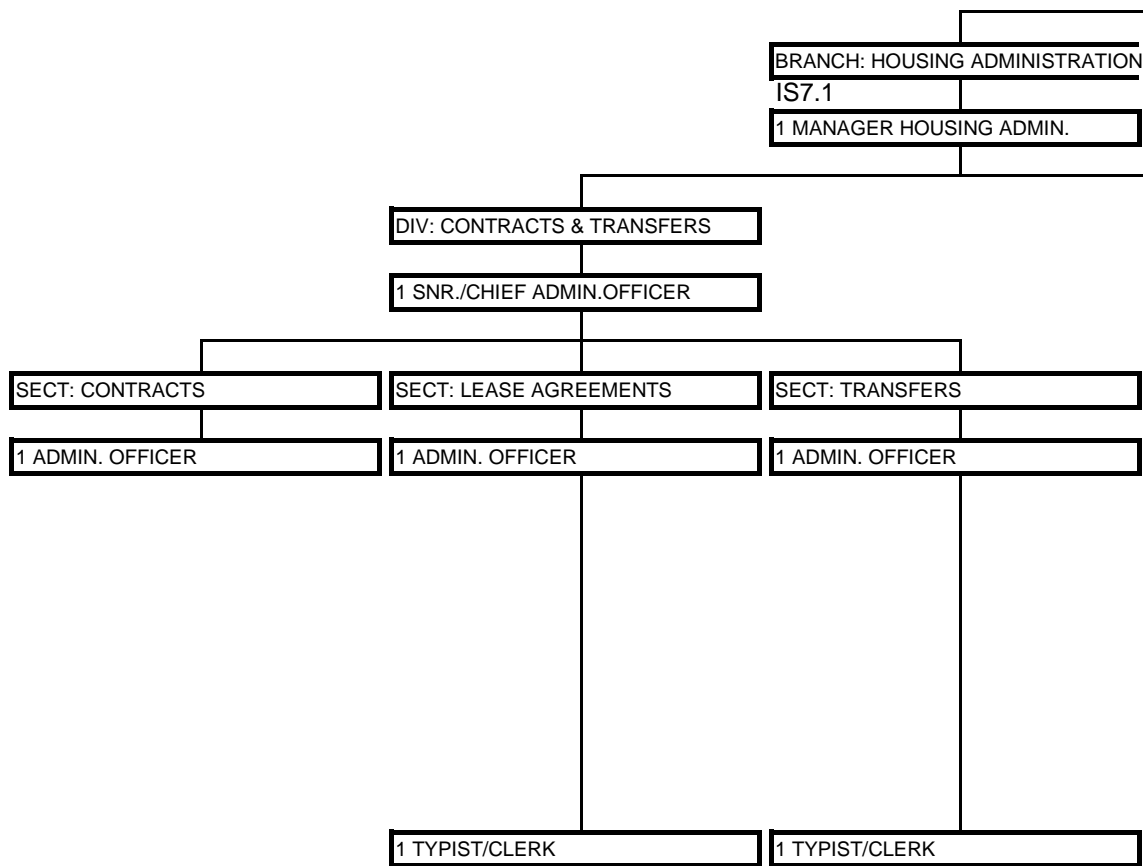 BRANCH: HOUSING ADMINISTRATION
IS7.1
1 MANAGER HOUSING ADMIN.
DIV: CONTRACTS & TRANSFERS
1 SNR./CHIEF ADMIN.OFFICER
SECT: CONTRACTS
SECT: LEASE AGREEMENTS
SECT: TRANSFERS
1 ADMIN. OFFICER
1 ADMIN. OFFICER
1 ADMIN. OFFICER
1 TYPIST/CLERK
1 TYPIST/CLERK